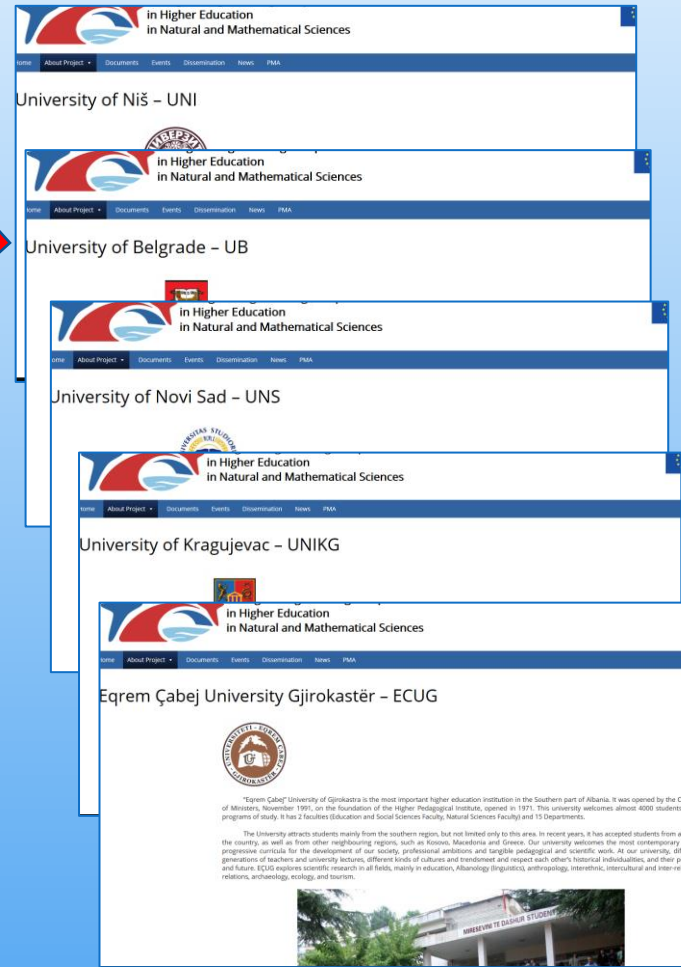 in Higher Education
in Natural and Mathematical Sciences
Home About Project Documents Events Dissemination News PMA
University of Niš – UNI
in Higher Education
in Natural and Mathematical Sciences
Home About Project Documents Events Dissemination News PMA
University of Belgrade – UB
in Higher Education
in Natural and Mathematical Sciences
ome About Project Documents Events Dissemination News PMA
University of Novi Sad – UNS
UNIVERSITAS STUDIOR
in Higher Education
in Natural and Mathematical Sciences
Home About Project Documents Events Dissemination News PMA
University of Kragujevac – UNIKG
in Higher Education
in Natural and Mathematical Sciences
Home About Project Documents Events Dissemination News PMA
Eqrem Çabej University Gjirokastër – ECUG
UNIVERSITETI - EQREM ÇABEJ
GJIROKASTËR
"Eqrem Çabej" University of Gjirokastra is the most important higher education institution in the Southern part of Albania. It was opened by the
of Ministers, November 1991, on the foundation of the Higher Pedagogical Institute, opened in 1971. This university welcomes almost 4000 students
programs of study. It has 2 faculties (Education and Social Sciences Faculty, Natural Sciences Faculty) and 15 Departments.
The University attracts students mainly from the southern region, but not limited only to this area. In recent years, it has accepted students from
the country, as well as from other neighbouring regions, such as Kosovo, Macedonia and Greece. Our university welcomes the most contemporary
progressive curricula for the development of our society, professional ambitions and tangible pedagogical and scientific work. At our university,
generations of teachers and university lectures, different kinds of cultures and trendsmeet and respect each other's historical individualities, and their
and future. EÇUG explores scientific research in all fields, mainly in education, Albanology (linguistics), anthropology, interethnic, intercultural and
relations, archaeology, ecology, and tourism.
MIRESEVINI TE DASHUR STUDENT